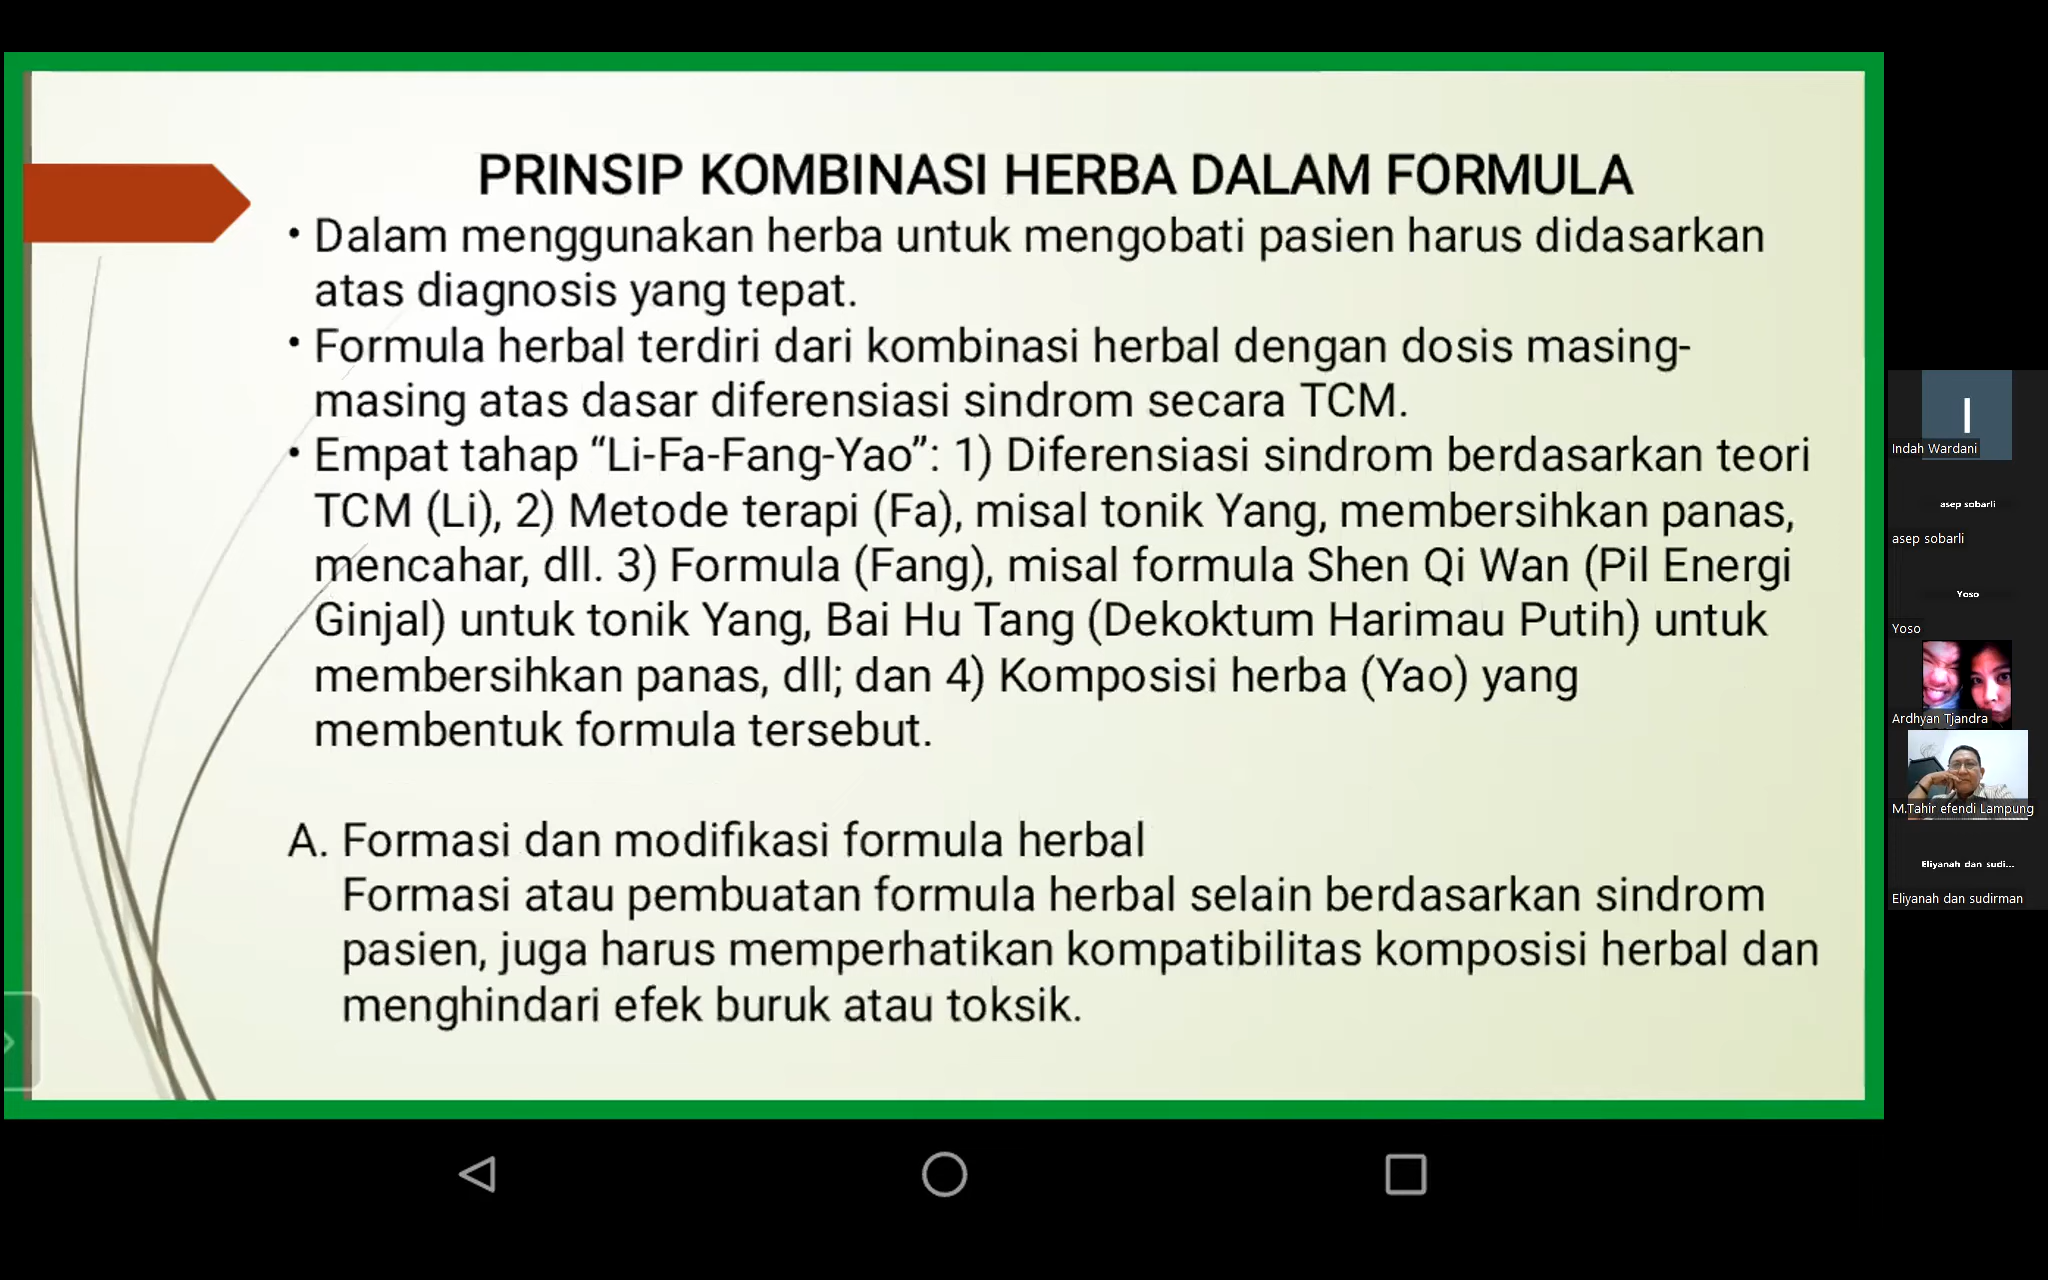 PRINSIP KOMBINASI HERBA DALAM FORMULA
• Dalam menggunakan herba untuk mengobati pasien harus didasarkan
atas diagnosis yang tepat.
• Formula herbal terdiri dari kombinasi herbal dengan dosis masing-
masing atas dasar diferensiasi sindrom secara TCM.
• Empat tahap “Li-Fa-Fang-Yao”: 1) Diferensiasi sindrom berdasarkan teori
TCM (Li), 2) Metode terapi (Fa), misal tonik Yang, membersihkan panas,
mencahar, dll. 3) Formula (Fang), misal formula Shen Qi Wan (Pil Energi
Ginjal) untuk tonik Yang, Bai Hu Tang (Dekoktum Harimau Putih) untuk
membersihkan panas, dll; dan 4) Komposisi herba (Yao) yang
membentuk formula tersebut.
A. Formasi dan modifikasi formula herbal
Formasi atau pembuatan formula herbal selain berdasarkan sindrom
pasien, juga harus memperhatikan kompatibilitas komposisi herbal dan
menghindari efek buruk atau toksik.
I
Indah Wardani
asep sobarli
asep sobarli
Yoso
Yoso
Ardhyan Tjandra
M.Tahir efendi Lampung
Eliyanah dan sudi...
Eliyanah dan sudirman